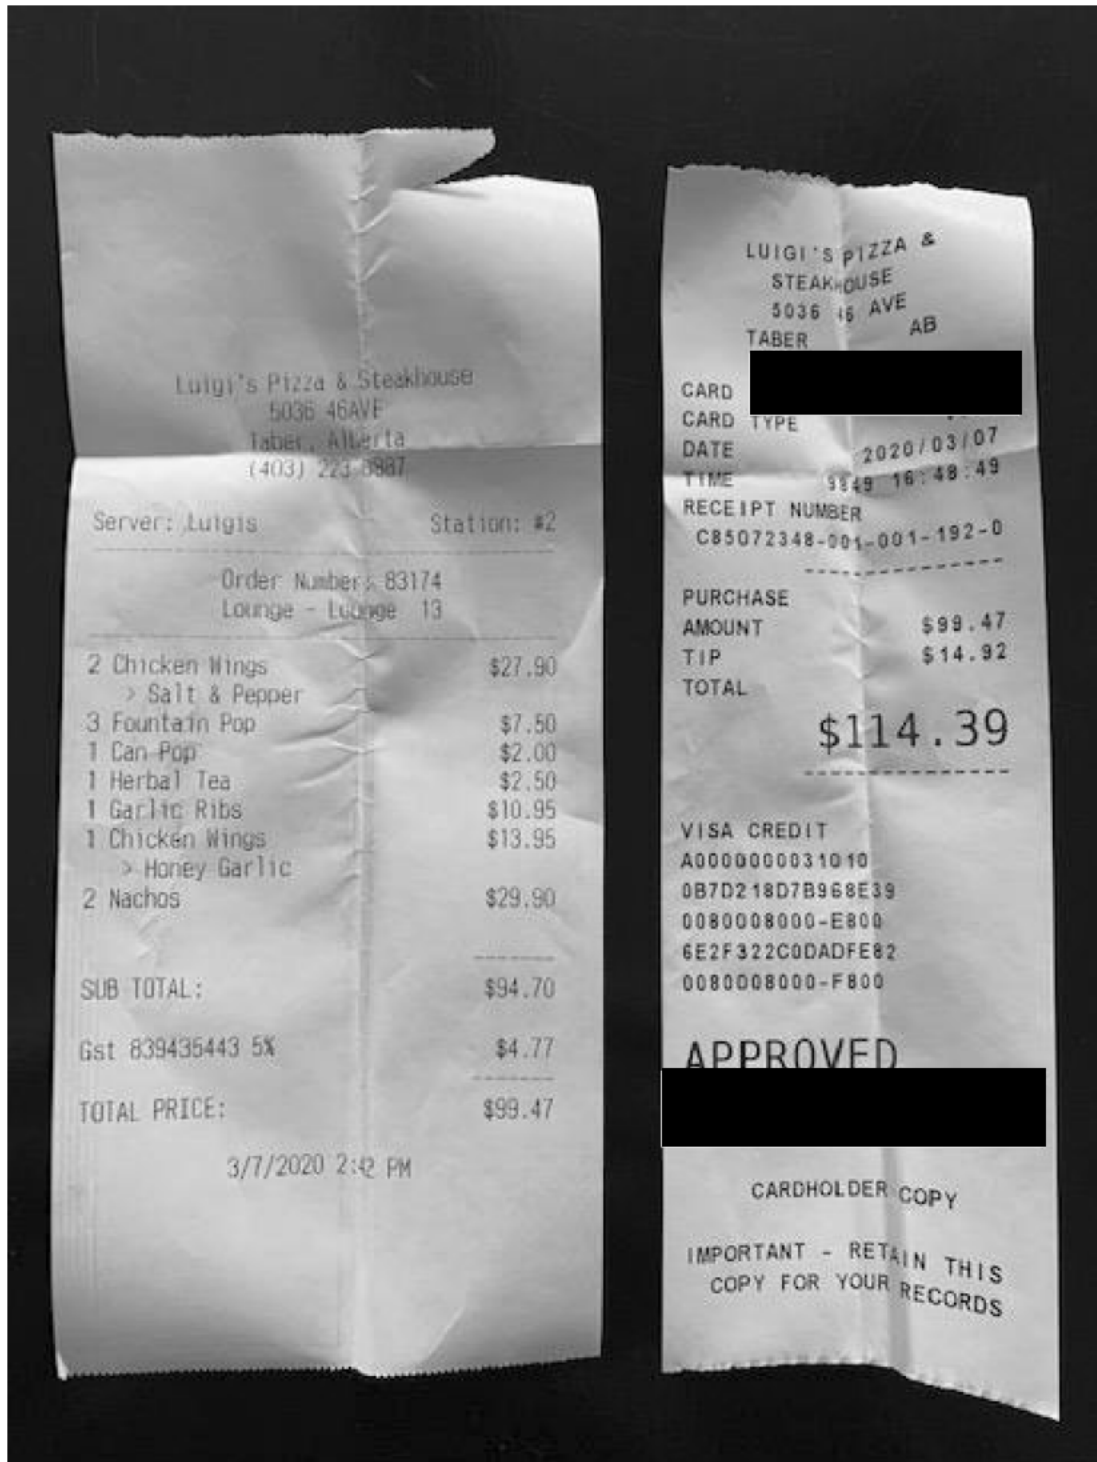 Luigi's Pizza & Steakhouse
5036 46AVE
Taber, Alberta
(403) 223
Server: Luigis Station: #2
Order Number: 83174
Lounge - Lounge 13
2 Chicken Wings $27.90
> Salt & Pepper
3 Fountain Pop $7.50
1 Can Pop $2.00
1 Herbal Tea $2.50
1 Garlic Ribs $10.95
1 Chicken Wings $13.95
> Honey Garlic
2 Nachos $29.90
SUB TOTAL: $94.70
Gst 839435443 5% $4.77
TOTAL PRICE: $99.47
3/7/2020 2:42 PM
LUIGI'S PIZZA &
STEAKHOUSE
5036 46 AVE
TABER AB
CARD
CARD TYPE
DATE 2020/03/07
TIME 9849 16:48:49
RECEIPT NUMBER
C85072348-001-001-192-0
PURCHASE
AMOUNT $99.47
TIP $14.92
TOTAL
$114.39
VISA CREDIT
A0000000031010
0B7D218D7B968E39
0080008000-E800
6E2F322C0DADFE82
0080008000-F800
APPROVED
CARDHOLDER COPY
IMPORTANT - RETAIN THIS
COPY FOR YOUR RECORDS